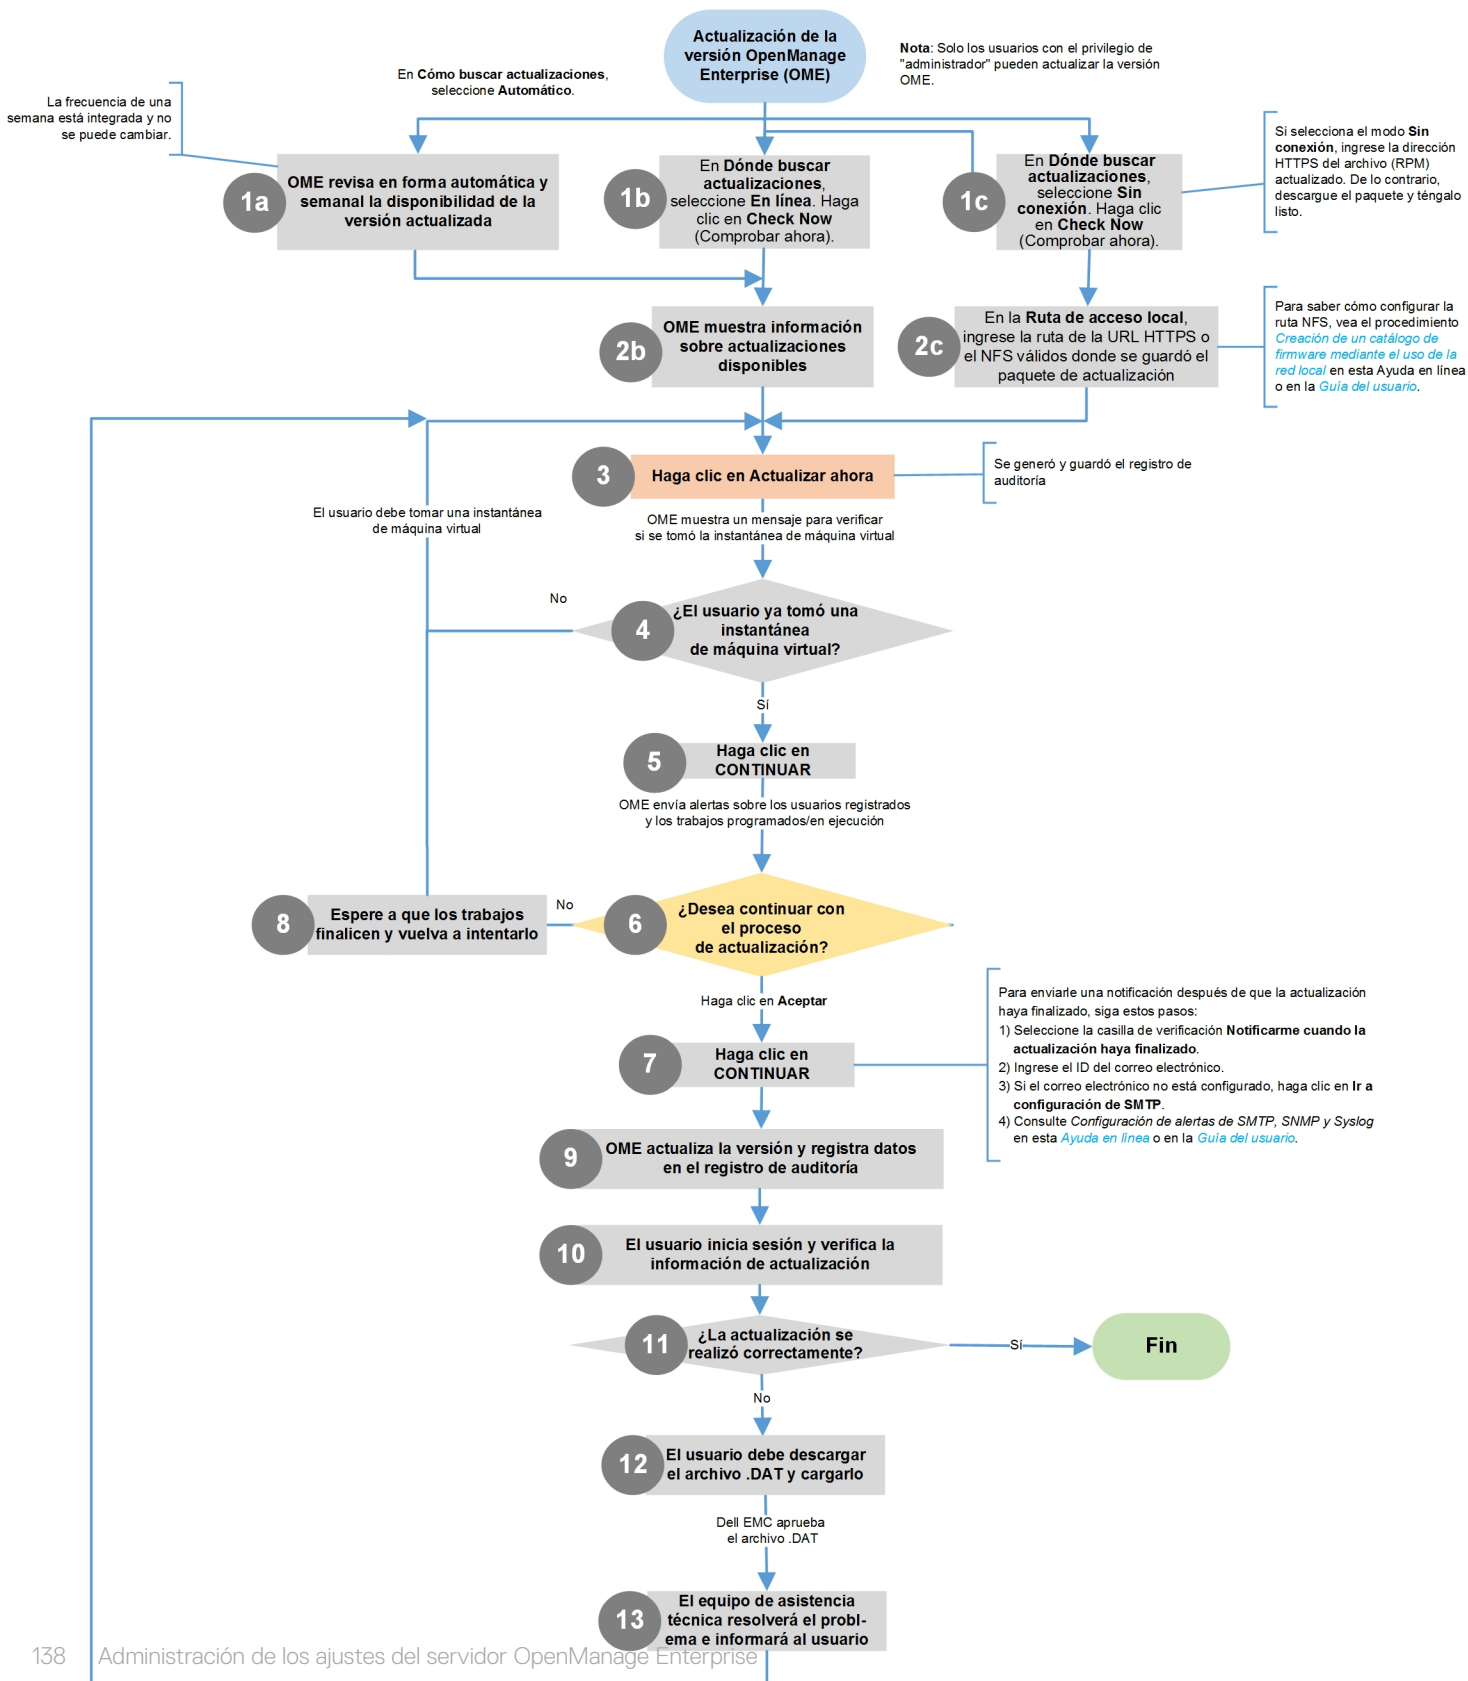 Actualización de la
versión OpenManage
Enterprise (OME)
Nota: Solo los usuarios con el privilegio de
"administrador" pueden actualizar la versión
OME.
En Cómo buscar actualizaciones,
seleccione Automático.
La frecuencia de una
semana está integrada y no
se puede cambiar.
1a
OME revisa en forma automática y
semanal la disponibilidad de la
versión actualizada
1b
En Dónde buscar
actualizaciones,
seleccione En línea. Haga
clic en Check Now
(Comprobar ahora).
1c
En Dónde buscar
actualizaciones,
seleccione Sin
conexión. Haga clic
en Check Now
(Comprobar ahora).
Si selecciona el modo Sin
conexión, ingrese la dirección
HTTPS del archivo (RPM)
actualizado. De lo contrario,
descargue el paquete y téngalo
listo.
2b
OME muestra información
sobre actualizaciones
disponibles
2c
En la Ruta de acceso local,
ingrese la ruta de la URL HTTPS o
el NFS válidos donde se guardó el
paquete de actualización
Para saber cómo configurar la
ruta NFS, vea el procedimiento
Creación de un catálogo de
firmware mediante el uso de la
red local en esta Ayuda en línea
o en la Guía del usuario.
3
Haga clic en Actualizar ahora
Se generó y guardó el registro de
auditoría
OME muestra un mensaje para verificar
si se tomó la instantánea de máquina virtual
El usuario debe tomar una instantánea
de máquina virtual
No
4
¿El usuario ya tomó una
instantánea
de máquina virtual?
Sí
5
Haga clic en
CONTINUAR
OME envía alertas sobre los usuarios registrados
y los trabajos programados/en ejecución
8
Espere a que los trabajos
finalicen y vuelva a intentarlo
No
6
¿Desea continuar con
el proceso
de actualización?
Haga clic en Aceptar
7
Haga clic en
CONTINUAR
Para enviarle una notificación después de que la actualización
haya finalizado, siga estos pasos:
1) Seleccione la casilla de verificación Notificarme cuando la
actualización haya finalizado.
2) Ingrese el ID del correo electrónico.
3) Si el correo electrónico no está configurado, haga clic en Ir a
configuración de SMTP.
4) Consulte Configuración de alertas de SMTP, SNMP y Syslog
en esta Ayuda en línea o en la Guía del usuario.
9
OME actualiza la versión y registra datos
en el registro de auditoría
10
El usuario inicia sesión y verifica la
información de actualización
11
¿La actualización se
realizó correctamente?
Sí
Fin
No
12
El usuario debe descargar
el archivo .DAT y cargarlo
Dell EMC aprueba
el archivo .DAT
13
El equipo de asistencia
técnica resolverá el probl-
ema e informará al usuario
138 Administración de los ajustes del servidor OpenManage Enterprise